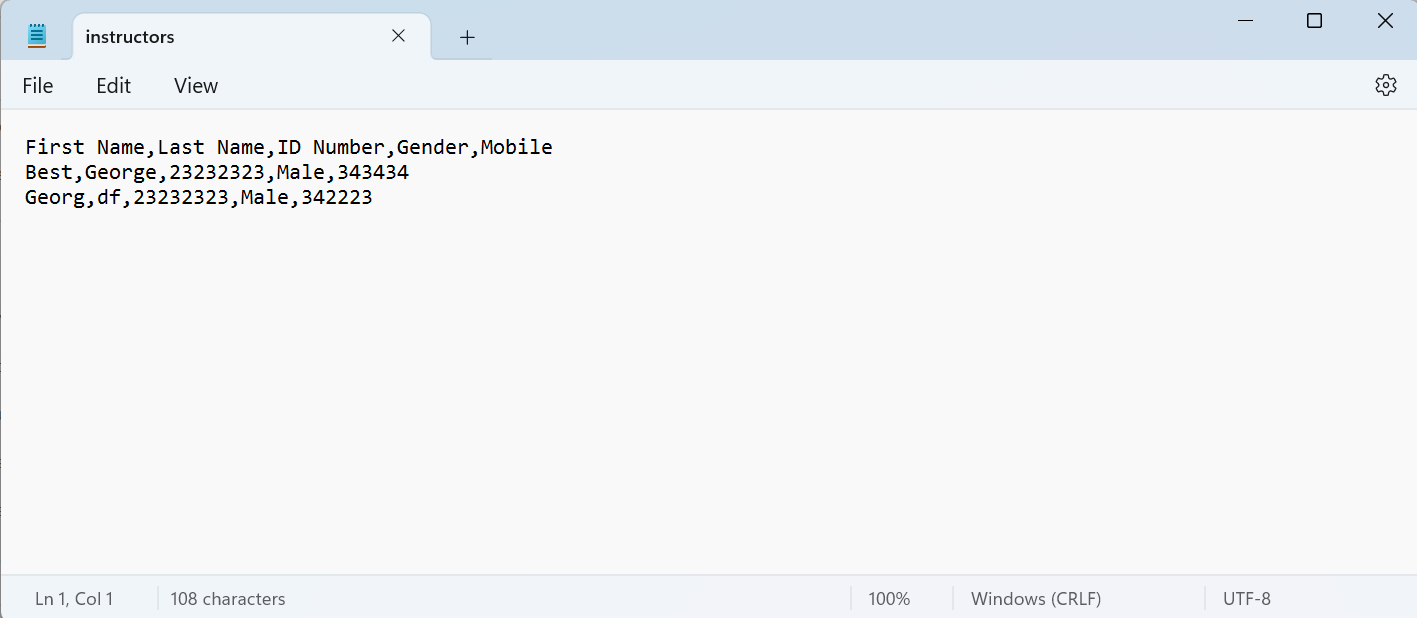 instructors
File Edit View
First Name,Last Name,ID Number,Gender,Mobile
Best,George,23232323,Male,343434
Georg,df,23232323,Male,342223
Ln 1, Col 1 108 characters 100% Windows (CRLF) UTF-8